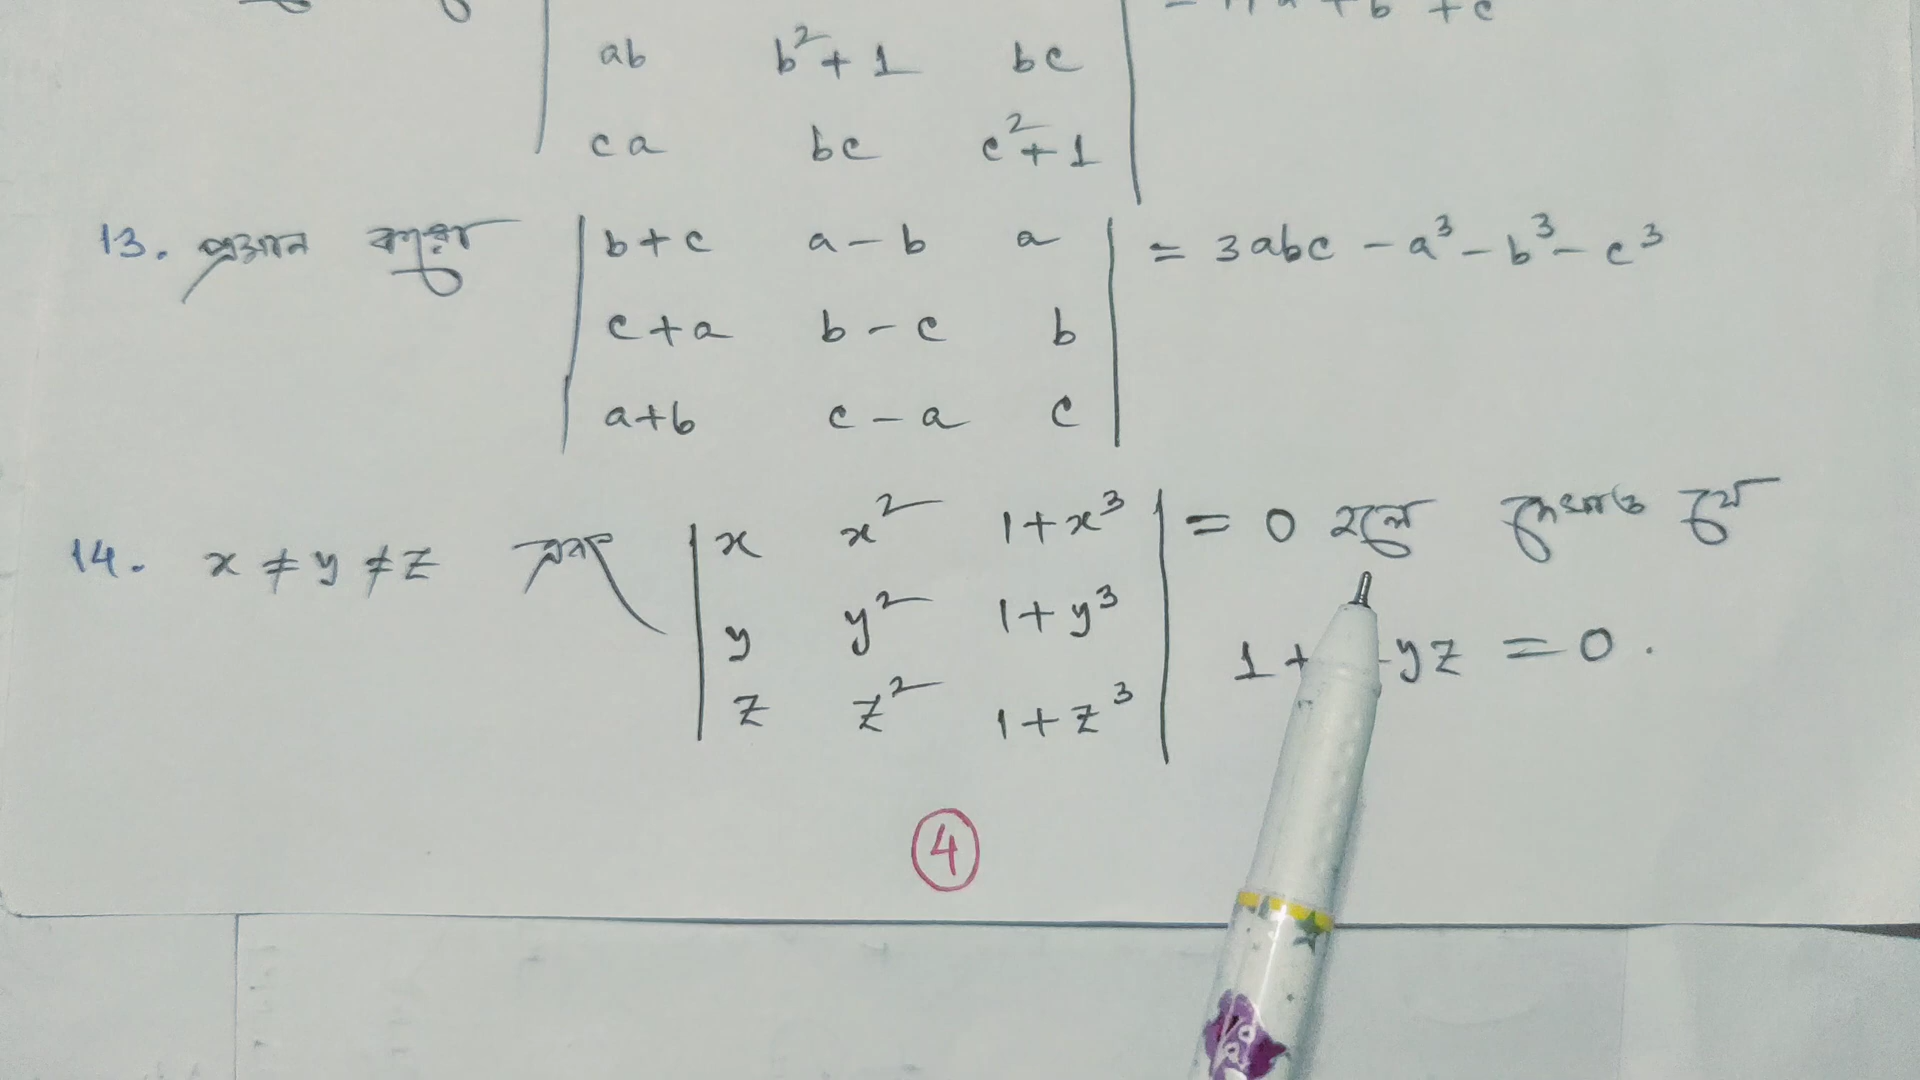 + b + c
ab b²+1 bc
ca bc c²+1
13. প্রমাণ করো | b+c a-b a | = 3abc - a³ - b³ - c³
c+a b-c b
a+b c-a c
14. x ≠ y ≠ z এবং | x x² 1+x³ | = 0 হলে দেখাও যে
y y² 1+y³
1+ yz = 0.
z z² 1+z³
4